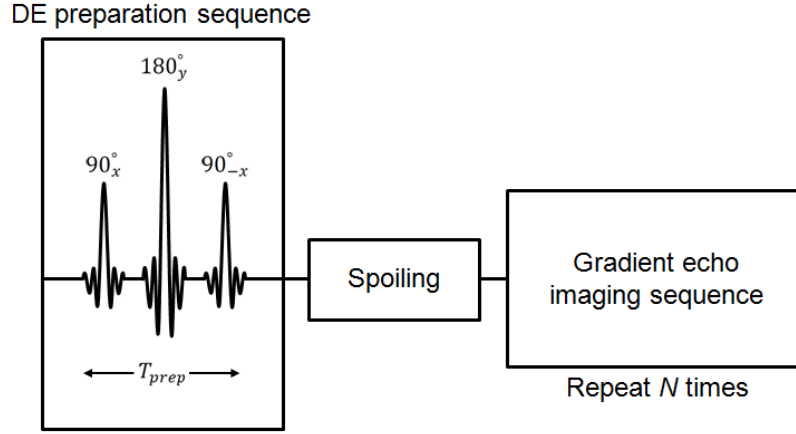 DE preparation sequence
180°y
90°x
90°-x
Tprep
Spoiling
Gradient echo
imaging sequence
Repeat N times